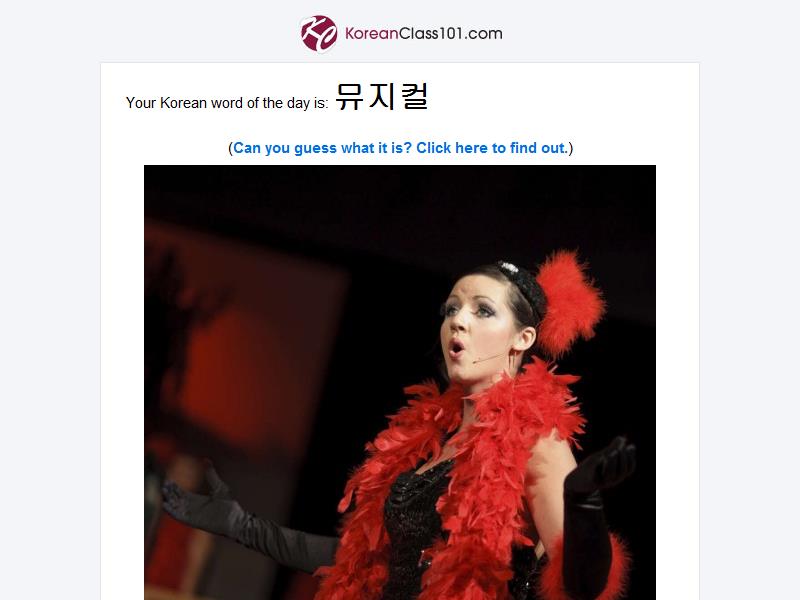 KC KoreanClass101.com
Your Korean word of the day is: 뮤지컬
(Can you guess what it is? Click here to find out.)